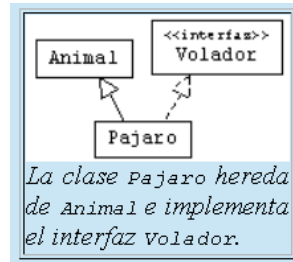 <<interfaz>>
Animal
Volador
Pajaro
La clase Pajaro hereda
de Animal e implementa
el interfaz Volador.